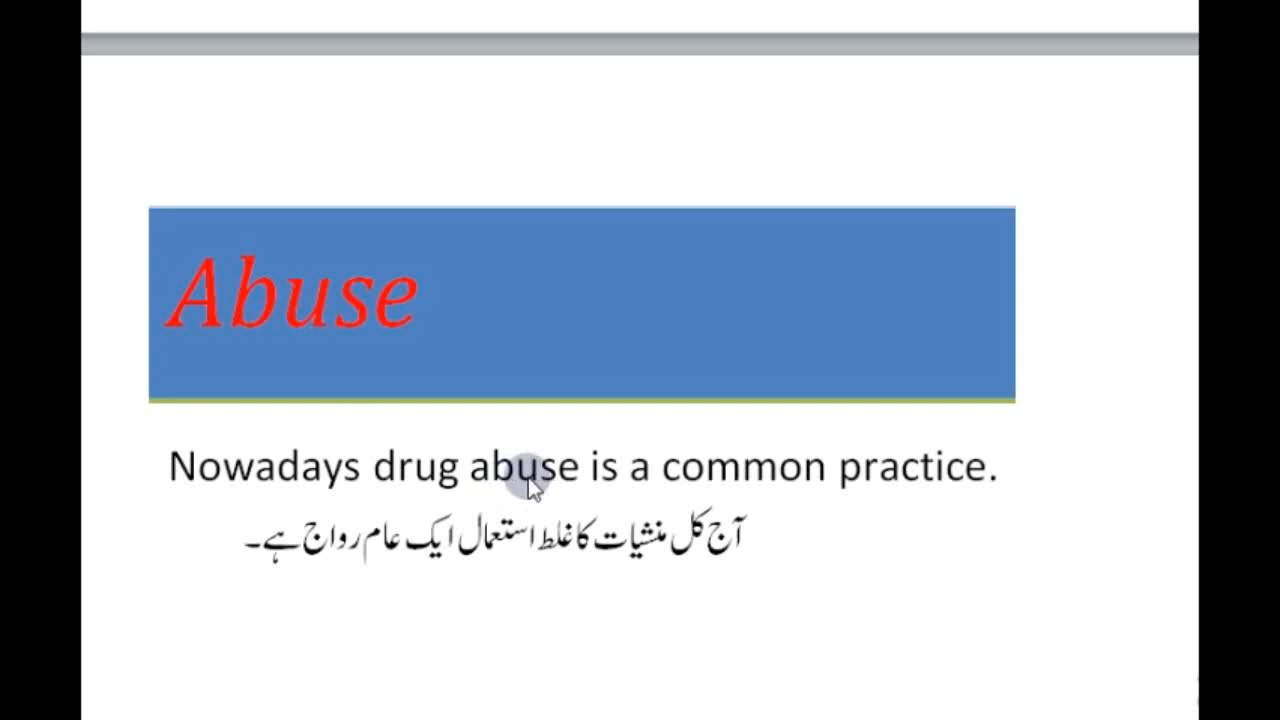 Abuse
Nowadays drug abuse is a common practice.
آج کل منشیات کا غلط استعمال ایک عام رواج ہے۔